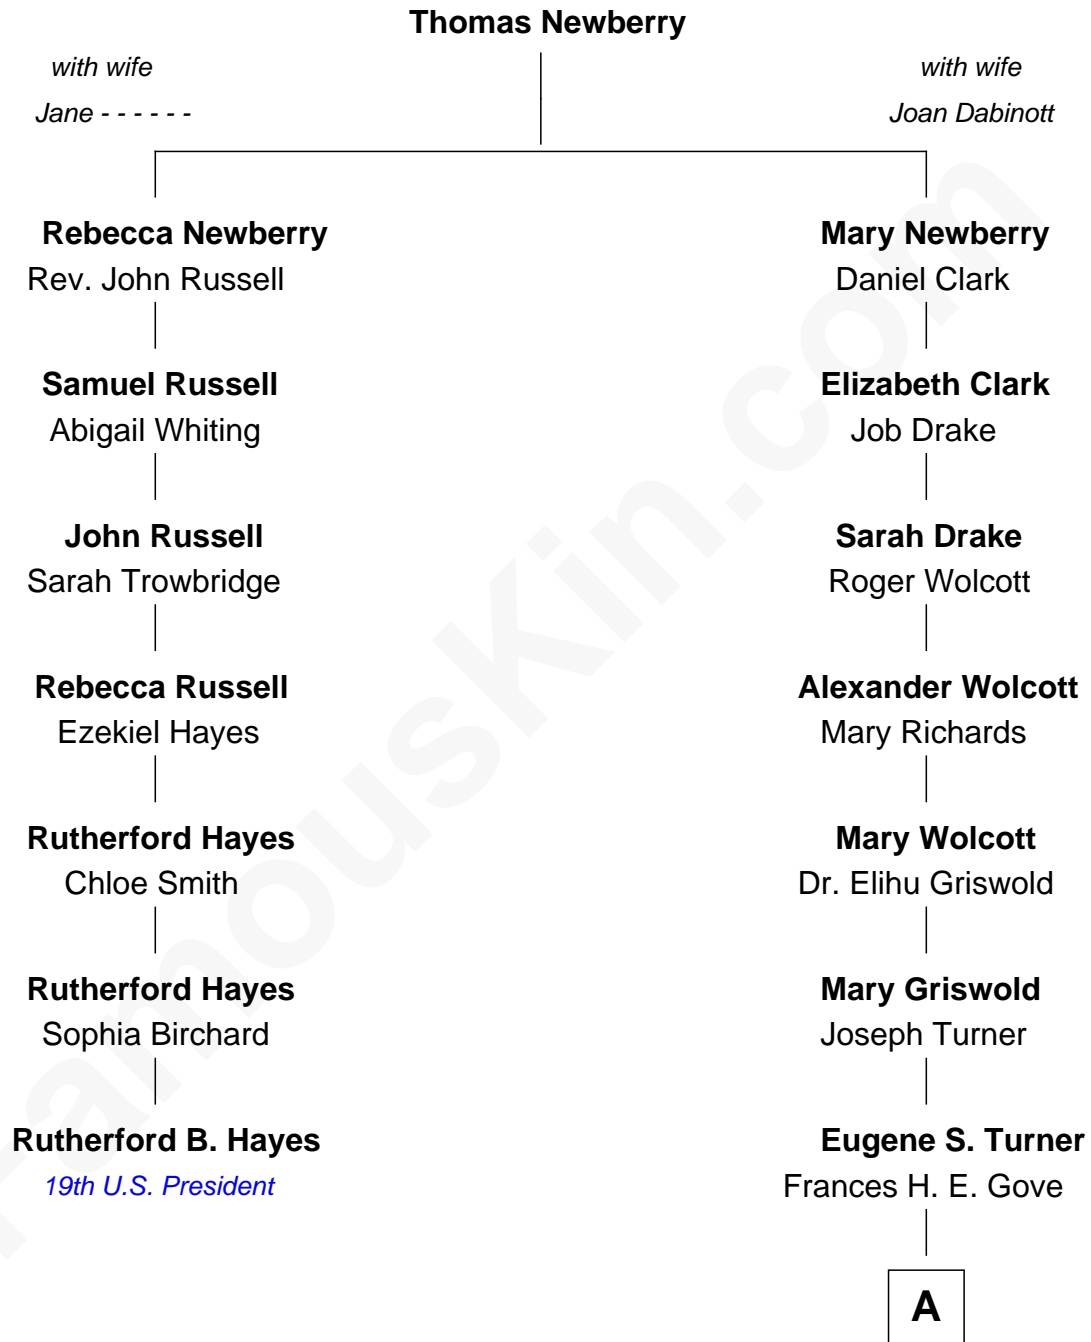 Thomas Newberry
with wife
Jane - - - - - -
with wife
Joan Dabinott
Rebecca Newberry
Rev. John Russell
Mary Newberry
Daniel Clark
Samuel Russell
Abigail Whiting
Elizabeth Clark
Job Drake
John Russell
Sarah Trowbridge
Sarah Drake
Roger Wolcott
Rebecca Russell
Ezekiel Hayes
Alexander Wolcott
Mary Richards
Rutherford Hayes
Chloe Smith
Mary Wolcott
Dr. Elihu Griswold
Rutherford Hayes
Sophia Birchard
Mary Griswold
Joseph Turner
Rutherford B. Hayes
19th U.S. President
Eugene S. Turner
Frances H. E. Gove
A
FamousKin.com